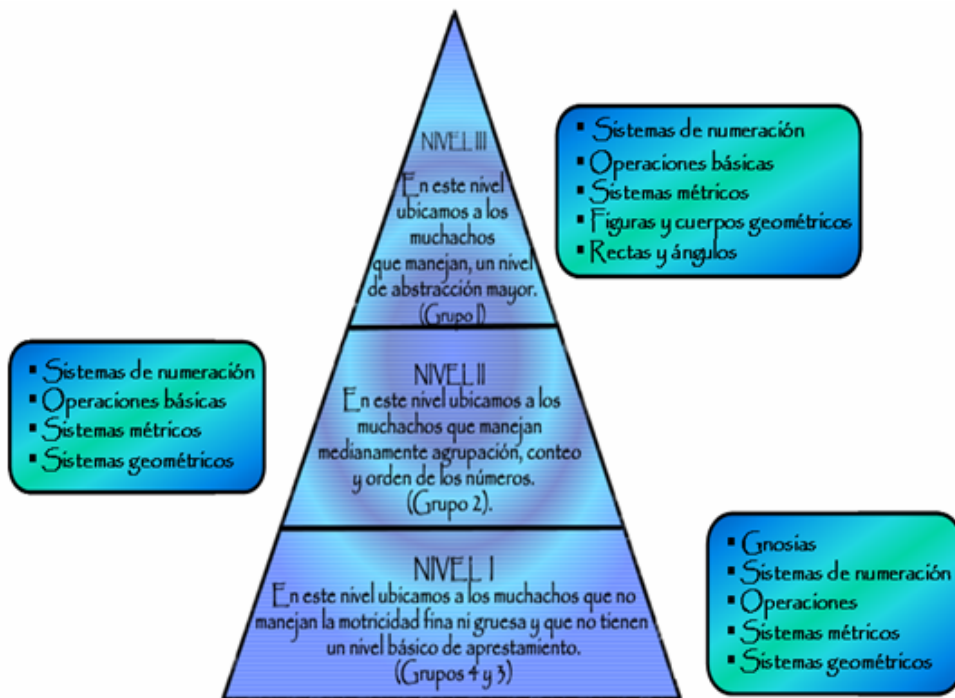 NIVEL III
En este nivel
ubicamos a los
muchachos
que manejan, un nivel
de abstracción mayor.
(Grupo 1)
▪ Sistemas de numeración
▪ Operaciones básicas
▪ Sistemas métricos
▪ Figuras y cuerpos geométricos
▪ Rectas y ángulos
▪ Sistemas de numeración
▪ Operaciones básicas
▪ Sistemas métricos
▪ Sistemas geométricos
NIVEL II
En este nivel ubicamos a los
muchachos que manejan
medianamente agrupación, conteo
y orden de los números.
(Grupo 2).
NIVEL I
En este nivel ubicamos a los muchachos que no
manejan la motricidad fina ni gruesa y que no tienen
un nivel básico de aprestamiento.
(Grupos 4 y 3)
▪ Gnosias
▪ Sistemas de numeración
▪ Operaciones
▪ Sistemas métricos
▪ Sistemas geométricos